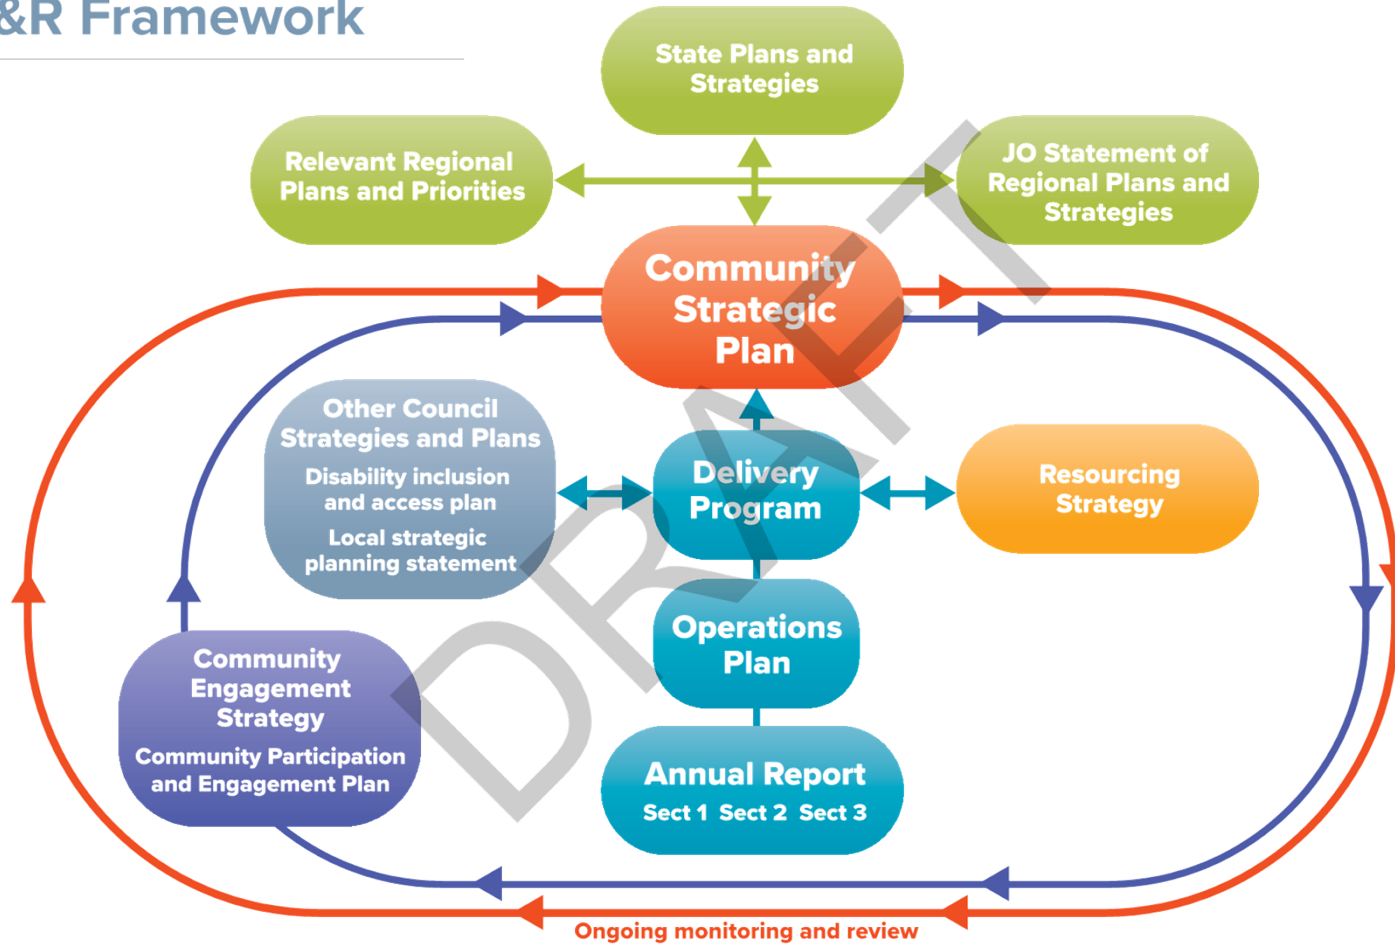 &R Framework
State Plans and
Strategies
Relevant Regional
Plans and Priorities
JO Statement of
Regional Plans and
Strategies
Community
Strategic
Plan
Other Council
Strategies and Plans
Disability inclusion
and access plan
Local strategic
planning statement
Delivery
Program
Resourcing
Strategy
Operations
Plan
Community
Engagement
Strategy
Community Participation
and Engagement Plan
Annual Report
Sect 1 Sect 2 Sect 3
Ongoing monitoring and review
DRAFT